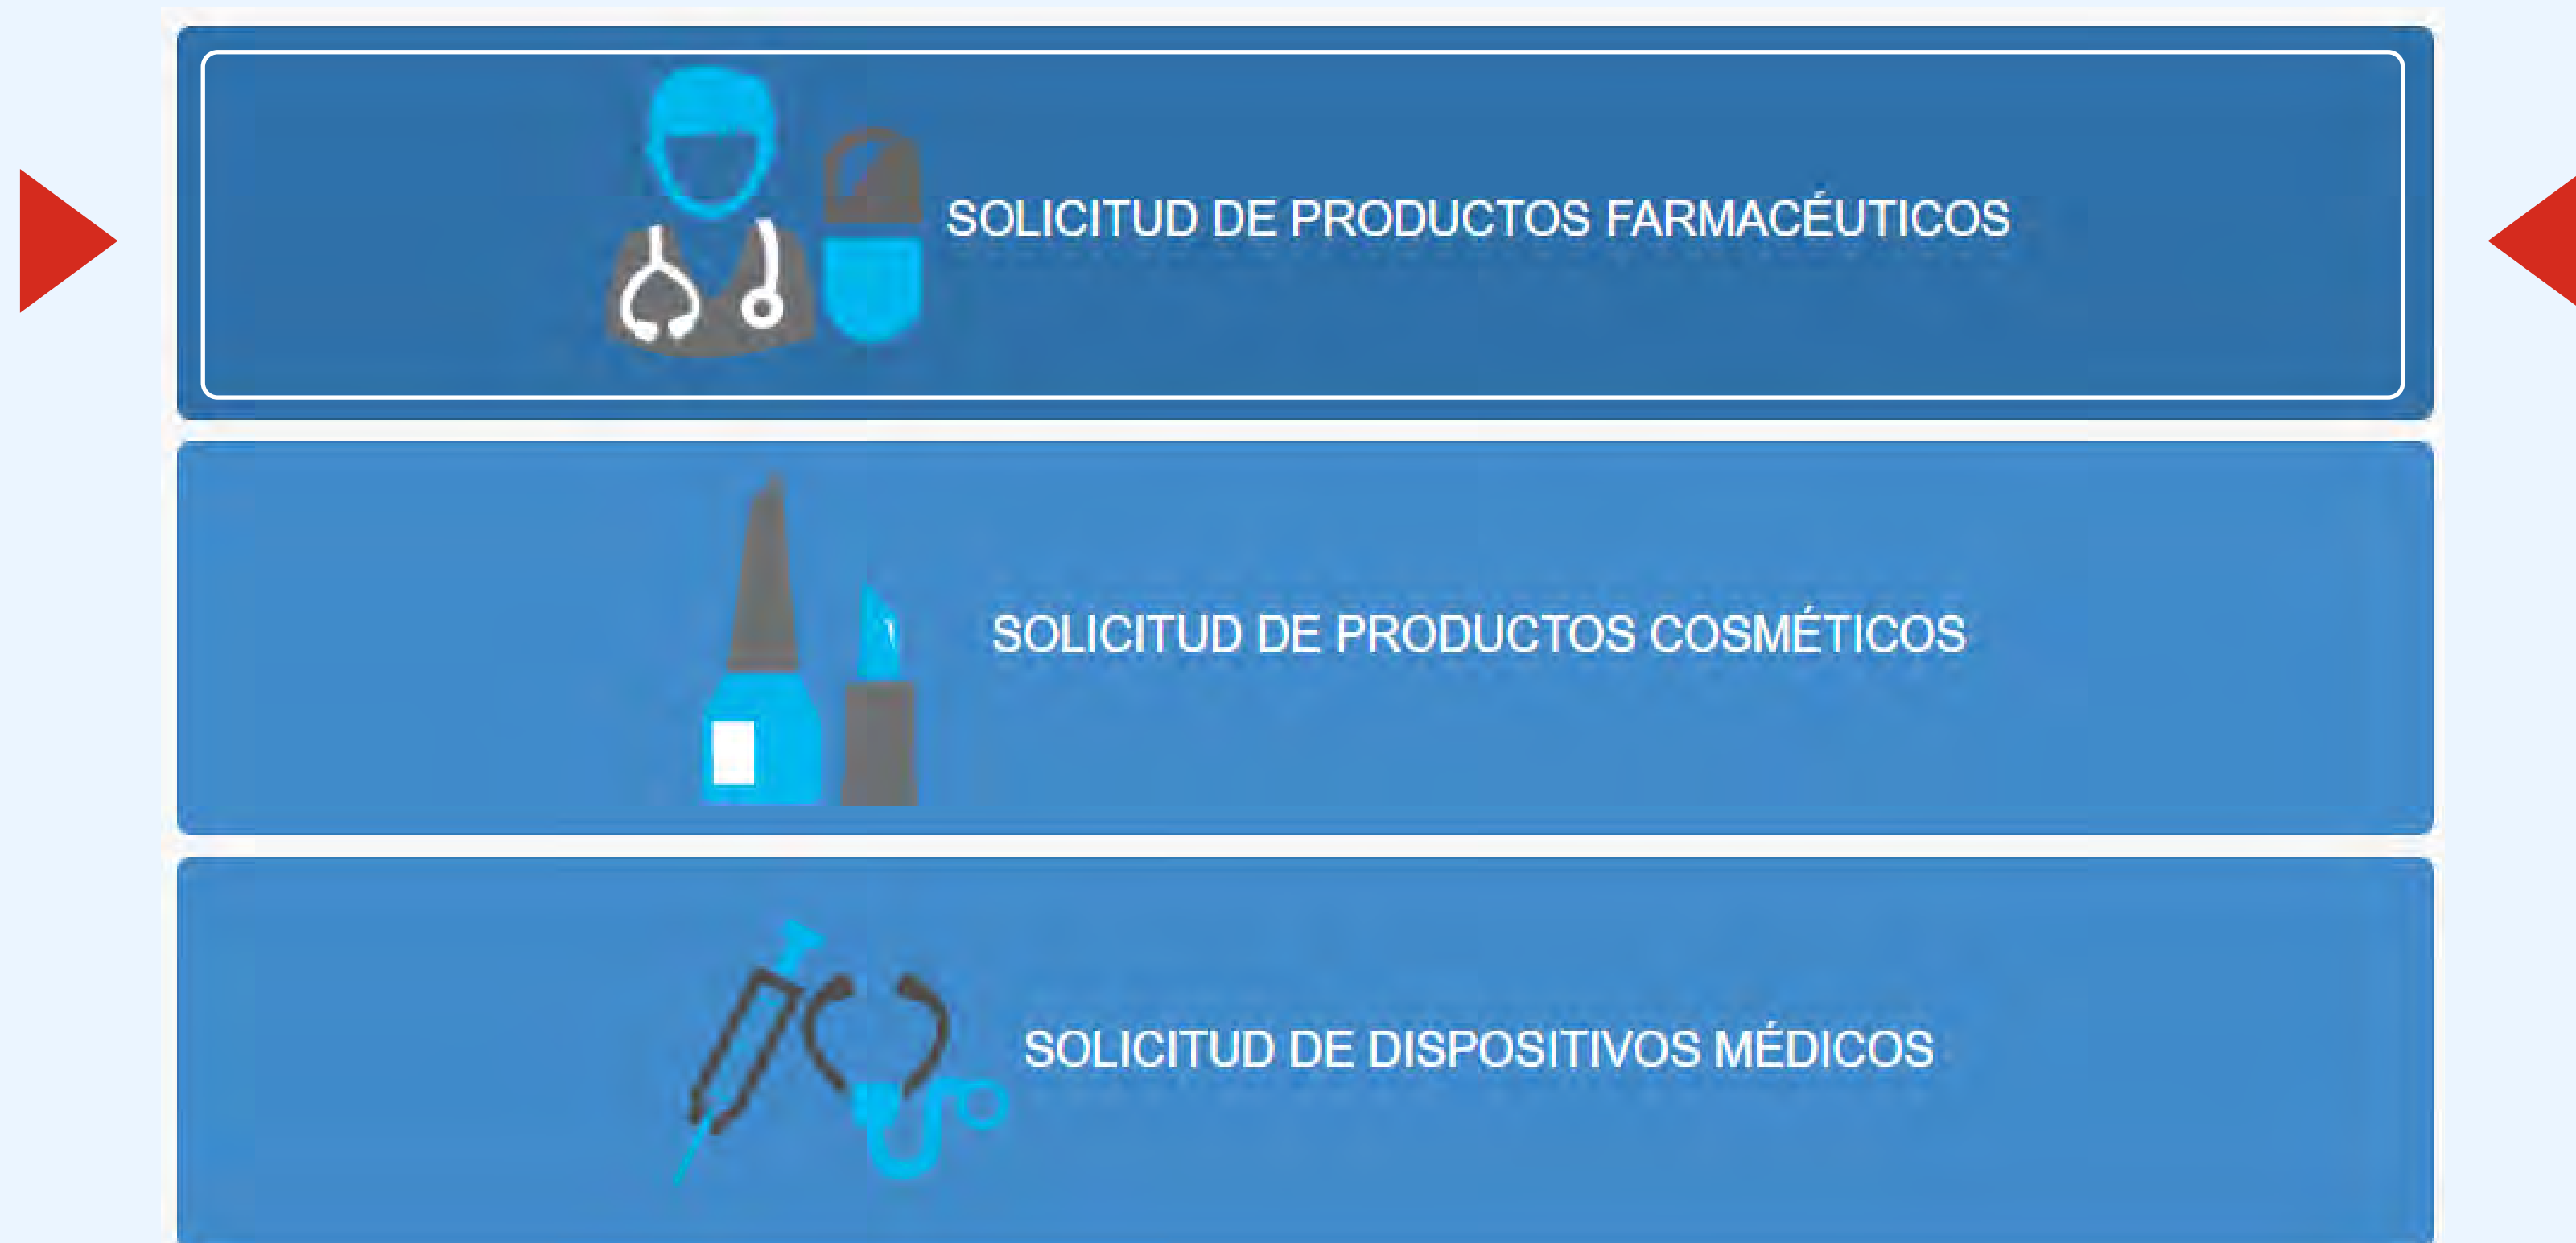 SOLICITUD DE PRODUCTOS FARMACÉUTICOS
SOLICITUD DE PRODUCTOS COSMÉTICOS
SOLICITUD DE DISPOSITIVOS MÉDICOS